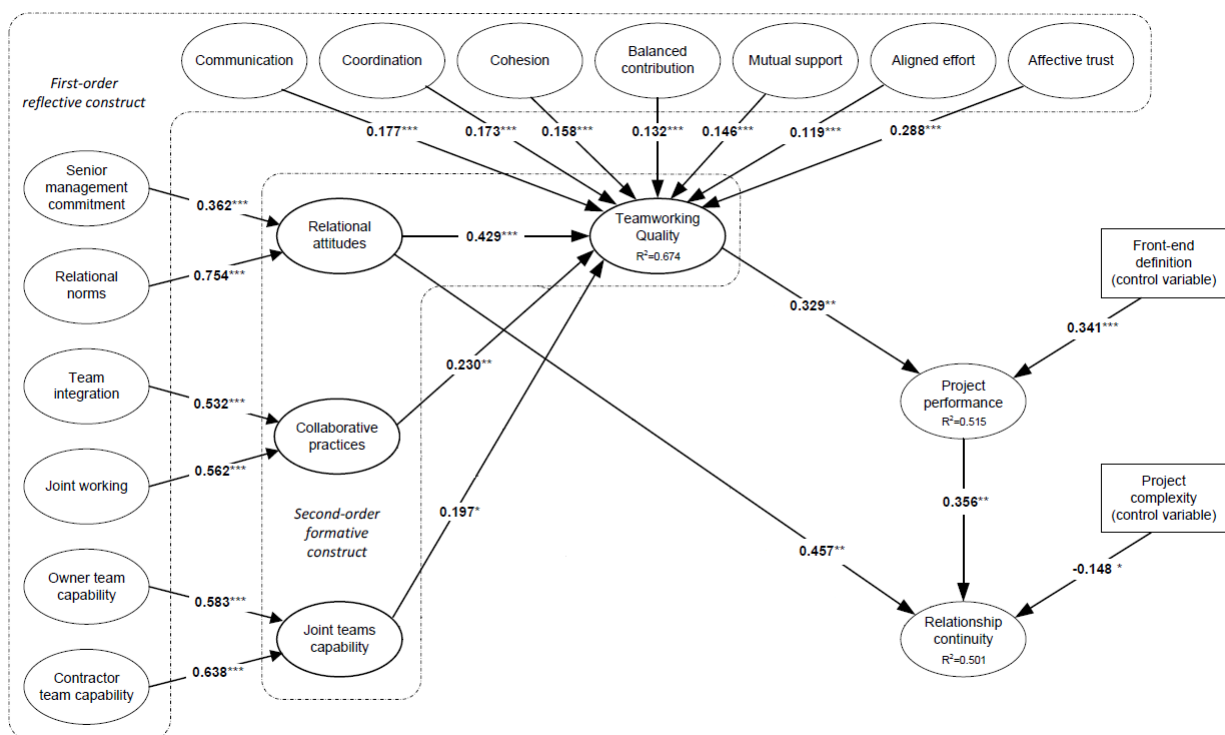 Communication
Coordination
Cohesion
Balanced
contribution
Mutual support
Aligned effort
Affective trust
First-order
reflective construct
0.177***
0.173***
0.158***
0.132***
0.146***
0.119***
0.288***
Senior
management
commitment
0.362***
Relational
attitudes
0.429***
Teamworking
Quality
R²=0.674
Relational
norms
0.754***
Front-end
definition
(control variable)
0.329**
0.341***
Team
integration
0.532***
0.230**
Project
performance
R²=0.515
Collaborative
practices
Joint working
0.562***
Second-order
formative
construct
0.197*
0.356**
Project
complexity
(control variable)
0.457**
-0.148 *
Owner team
capability
0.583***
Joint teams
capability
Relationship
continuity
R²=0.501
Contractor
team capability
0.638***